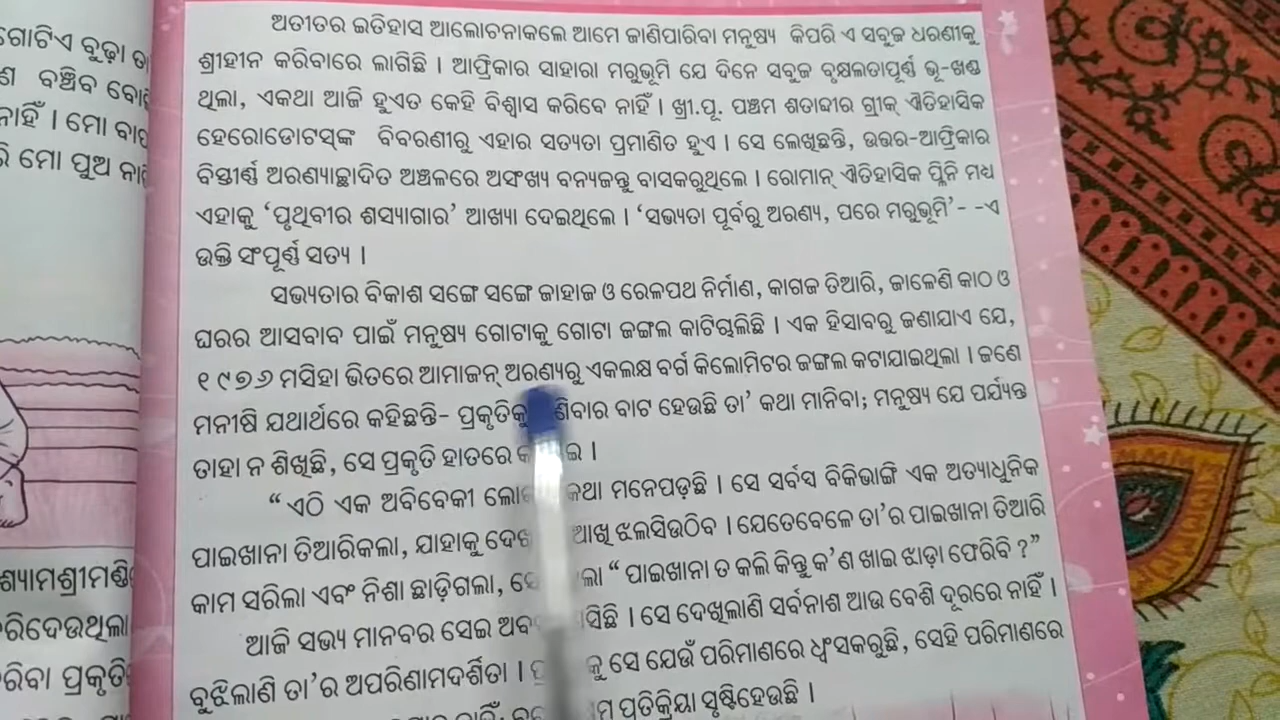 ଗୋଟିଏ ବୁଢ଼ା
ବଞ୍ଚିବ
ନାହିଁ । ମୋ
ମୋ ପୁଅ
ଶ୍ୟାମଶ୍ରୀମଣ୍ଡି
ରିଦେଉଥିଲା
ରିବା ପ୍ରକୃତି
ଅତୀତର ଇତିହାସ ଆଲୋଚନାକଲେ ଆମେ ଜାଣିପାରିବା ମନୁଷ୍ୟ କିପରି ଏ ସବୁଜ ଧରଣୀକୁ
ଶ୍ରୀହୀନ କରିବାରେ ଲାଗିଛି । ଆଫ୍ରିକାର ସାହାରା ମରୁଭୂମି ଯେ ଦିନେ ସବୁଜ ବୃକ୍ଷଲତାପୂର୍ଣ୍ଣ ଭୂ-ଖଣ୍ଡ
ଥିଲା, ଏକଥା ଆଜି ହୁଏତ କେହି ବିଶ୍ୱାସ କରିବେ ନାହିଁ । ଖ୍ରୀ.ପୂ. ପଞ୍ଚମ ଶତାବ୍ଦୀର ଗ୍ରୀକ୍ ଐତିହାସିକ
ହେରୋଡୋଟସ୍‌ଙ୍କ ବିବରଣୀରୁ ଏହାର ସତ୍ୟତା ପ୍ରମାଣିତ ହୁଏ । ସେ ଲେଖିଛନ୍ତି, ଉତ୍ତର-ଆଫ୍ରିକାର
ବିସ୍ତୀର୍ଣ୍ଣ ଅରଣ୍ୟାଚ୍ଛାଦିତ ଅଞ୍ଚଳରେ ଅସଂଖ୍ୟ ବନ୍ୟଜନ୍ତୁ ବାସକରୁଥିଲେ । ରୋମାନ୍ ଐତିହାସିକ ପ୍ଲିନି ମଧ୍ୟ
ଏହାକୁ ‘ପୃଥିବୀର ଶସ୍ୟାଗାର’ ଆଖ୍ୟା ଦେଇଥିଲେ । ‘ସଭ୍ୟତା ପୂର୍ବରୁ ଅରଣ୍ୟ, ପରେ ମରୁଭୂମି’- -ଏ
ଉକ୍ତି ସଂପୂର୍ଣ୍ଣ ସତ୍ୟ ।
ସଭ୍ୟତାର ବିକାଶ ସଙ୍ଗେ ସଙ୍ଗେ ଜାହାଜ ଓ ରେଳପଥ ନିର୍ମାଣ, କାଗଜ ତିଆରି, ଜାଳେଣି କାଠ ଓ
ଘରର ଆସବାବ ପାଇଁ ମନୁଷ୍ୟ ଗୋଟାକୁ ଗୋଟା ଜଙ୍ଗଲ କାଟିଚାଲିଛି । ଏକ ହିସାବରୁ ଜଣାଯାଏ ଯେ,
୧୯୭୬ ମସିହା ଭିତରେ ଆମାଜନ୍ ଅରଣ୍ୟରୁ ଏକଲକ୍ଷ ବର୍ଗ କିଲୋମିଟର ଜଙ୍ଗଲ କଟାଯାଇଥିଲା । ଜଣେ
ମନୀଷି ଯଥାର୍ଥରେ କହିଛନ୍ତି- ପ୍ରକୃତିକୁ ଣିବାର ବାଟ ହେଉଛି ତା’ କଥା ମାନିବା; ମନୁଷ୍ୟ ଯେ ପର୍ଯ୍ୟନ୍ତ
ତାହା ନ ଶିଖିଛି, ସେ ପ୍ରକୃତି ହାତରେ
“ ଏଠି ଏକ ଅବିବେକୀ କଥା ମନେପଡ଼ୁଛି । ସେ ସର୍ବସ ବିକିଭାଙ୍ଗି ଏକ ଅତ୍ୟାଧୁନିକ
ପାଇଖାନା ତିଆରିକଲା, ଯାହାକୁ ଆଖି ଝଲସିଉଠିବ । ଯେତେବେଳେ ତା’ର ପାଇଖାନା ତିଆରି
କାମ ସରିଲା ଏବଂ ନିଶା ଛାଡ଼ିଗଲା, “ ପାଇଖାନା ତ କଲି କିନ୍ତୁ କ’ଣ ଖାଇ ଝାଡ଼ା ଫେରିବି ?”
ଆଜି ସଭ୍ୟ ମାନବର ସେଇ । ସେ ଦେଖିଲାଣି ସର୍ବନାଶ ଆଉ ବେଶି ଦୂରରେ ନାହିଁ ।
ବୁଝିଲାଣି ତା’ର ଅପରିଣାମଦର୍ଶିତା । ସେ ଯେଉଁ ପରିମାଣରେ ଧ୍ୱଂସକରୁଛି, ସେହି ପରିମାଣରେ
ପ୍ରତିକ୍ରିୟା ସୃଷ୍ଟିହେଉଛି ।